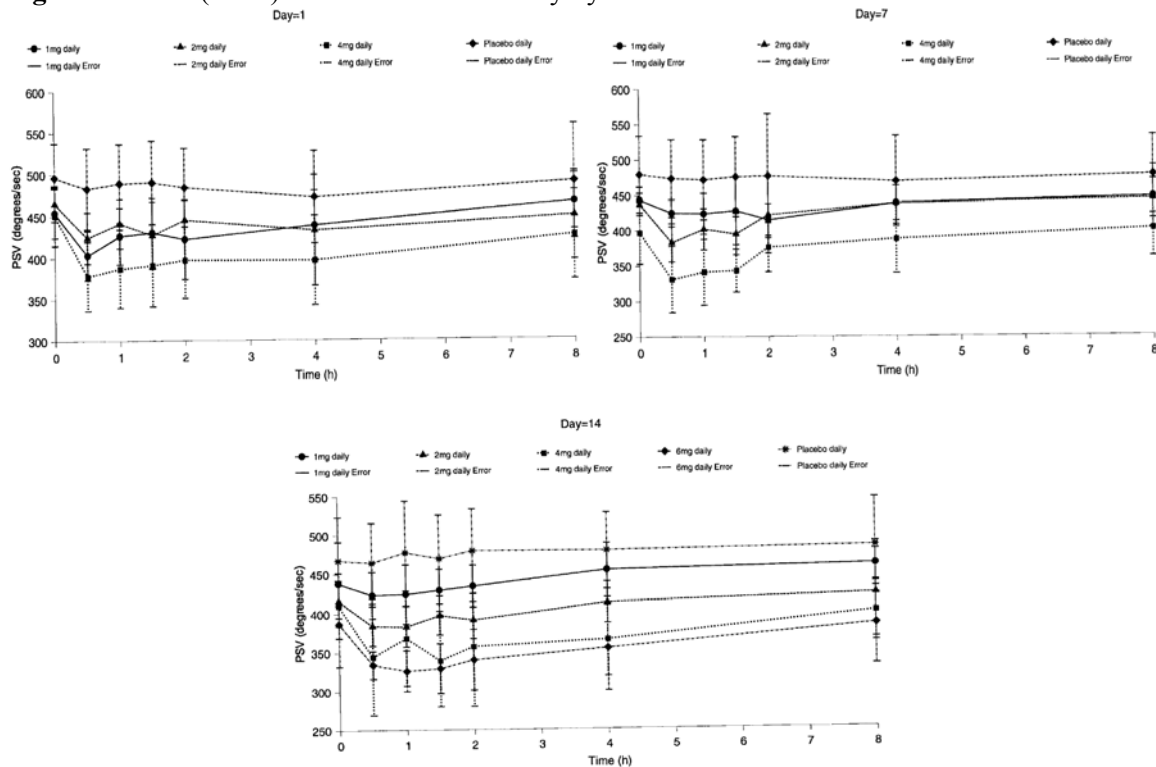 Day=1
1mg daily 2mg daily 4mg daily Placebo daily
1mg daily Error 2mg daily Error 4mg daily Error Placebo daily Error
600
550
500
450
400
350
300
PSV (degrees/sec)
0 1 2 3 4 5 6 7 8
Time (h)
Day=7
1mg daily 2mg daily 4mg daily Placebo daily
1mg daily Error 2mg daily Error 4mg daily Error Placebo daily Error
600
550
500
450
400
350
300
250
PSV (degrees/sec)
0 1 2 3 4 5 6 7 8
Time (h)
Day=14
1mg daily 2mg daily 4mg daily 6mg daily Placebo daily
1mg daily Error 2mg daily Error 4mg daily Error 6mg daily Error Placebo daily Error
550
500
450
400
350
300
250
PSV (degrees/sec)
0 1 2 3 4 5 6 7 8
Time (h)